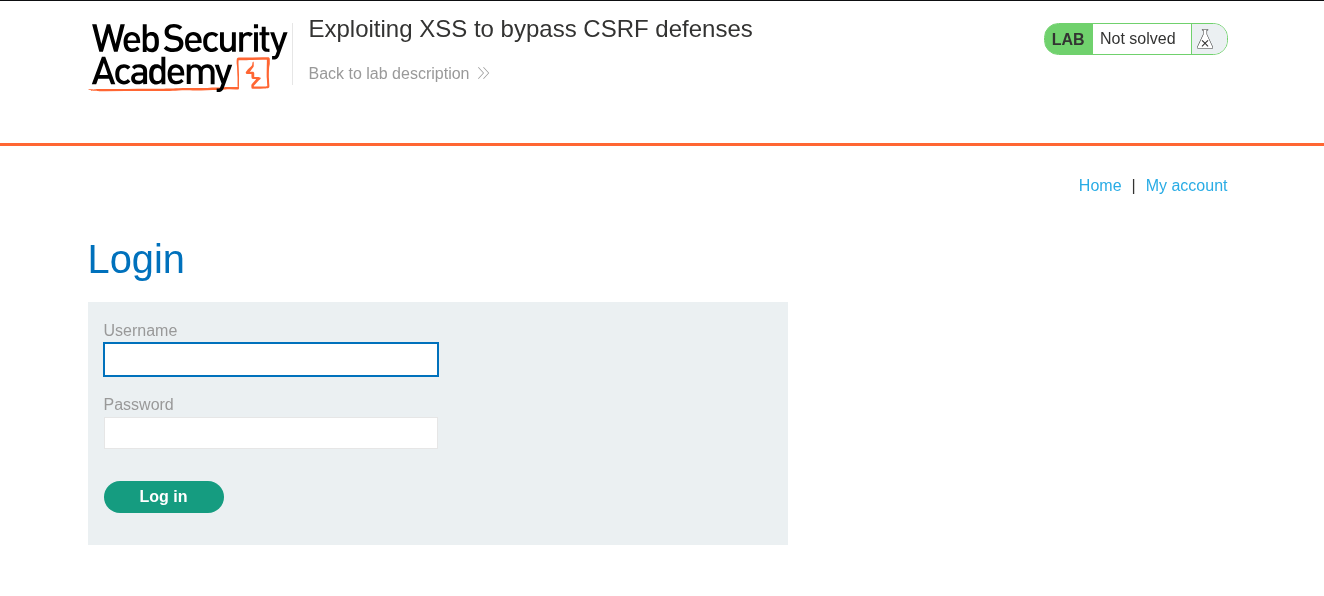 Web Security
Academy
Exploiting XSS to bypass CSRF defenses
Back to lab description
LAB Not solved
Home | My account
Login
Username
Password
Log in